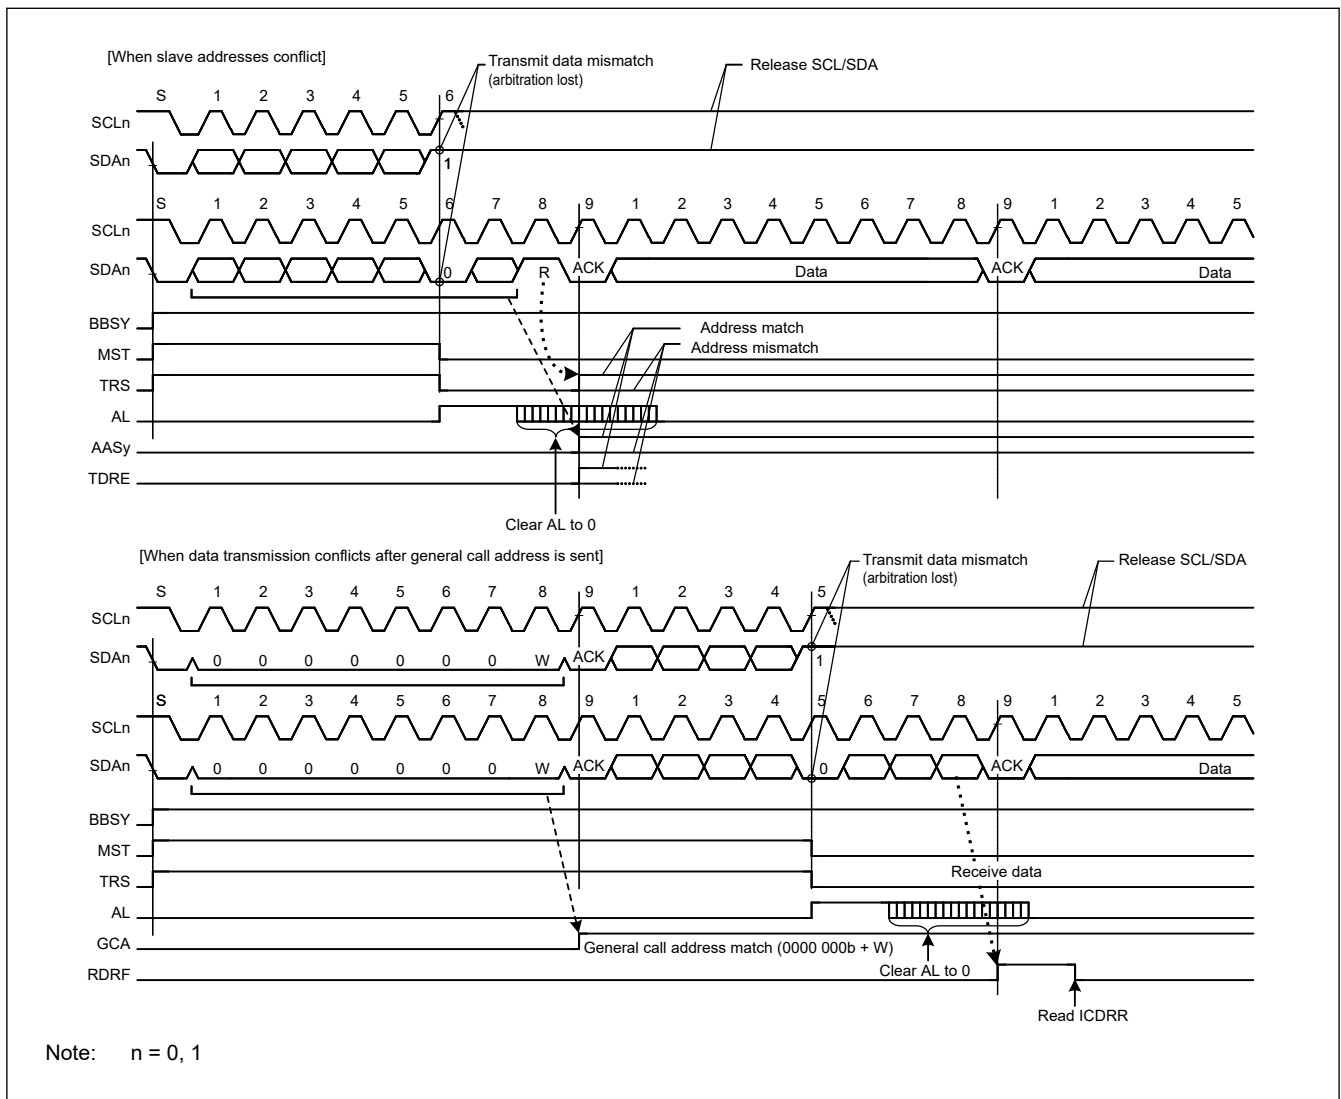 [When slave addresses conflict]
Transmit data mismatch
(arbitration lost)
Release SCL/SDA
S 1 2 3 4 5 6
SCLn
SDAn 1
S 1 2 3 4 5 6 7 8 9 1 2 3 4 5 6 7 8 9 1 2 3 4 5
SCLn
SDAn 0 R ACK Data ACK Data
BBSY
Address match
MST
Address mismatch
TRS
AL
AASy
TDRE
Clear AL to 0
[When data transmission conflicts after general call address is sent]
Transmit data mismatch
(arbitration lost)
Release SCL/SDA
S 1 2 3 4 5 6 7 8 9 1 2 3 4 5
SCLn
SDAn 0 0 0 0 0 0 0 W ACK 1
S 1 2 3 4 5 6 7 8 9 1 2 3 4 5 6 7 8 9 1 2 3 4 5
SCLn
SDAn 0 0 0 0 0 0 0 W ACK 0 ACK Data
BBSY
MST
Receive data
TRS
AL
GCA
General call address match (0000 000b + W)
Clear AL to 0
RDRF
Read ICDRR
Note: n = 0, 1